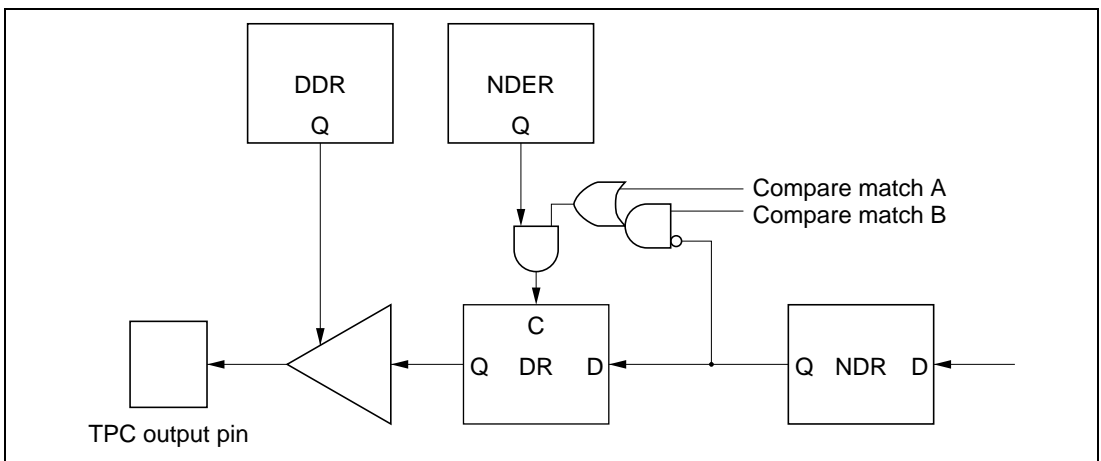 DDR
Q
NDER
Q
Compare match A
Compare match B
C
Q DR D
Q NDR D
TPC output pin